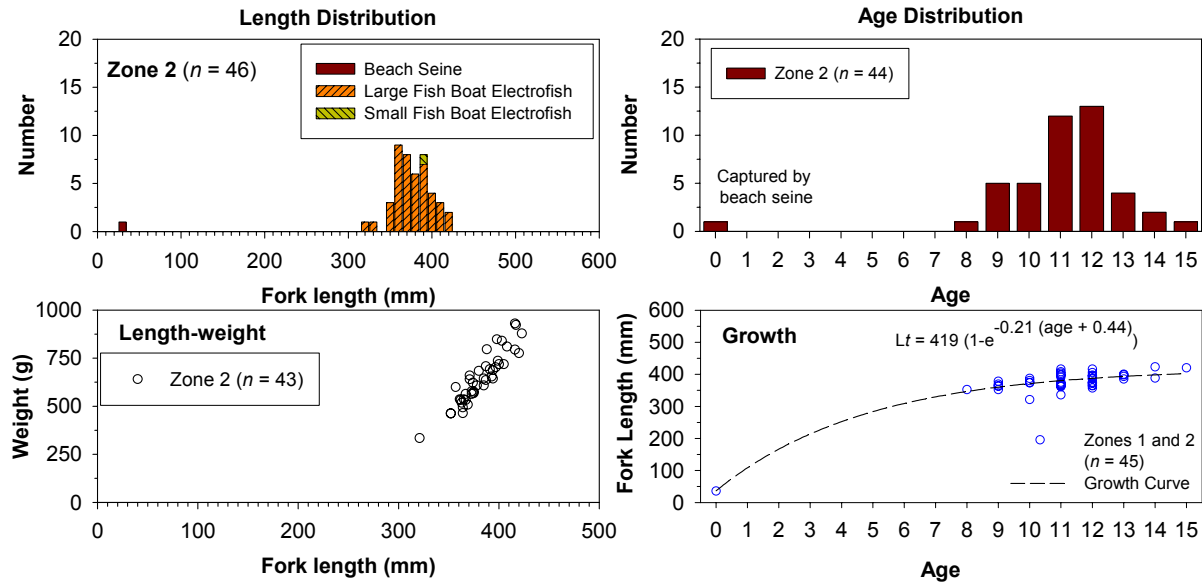 Length Distribution
20
15
10
5
0
Number
Zone 2 (n = 46)
Beach Seine
Large Fish Boat Electrofish
Small Fish Boat Electrofish
0 100 200 300 400 500 600
Fork length (mm)
Age Distribution
20
15
10
5
0
Number
Zone 2 (n = 44)
Captured by
beach seine
0 1 2 3 4 5 6 7 8 9 10 11 12 13 14 15
Age
1000
750
500
250
0
Weight (g)
Length-weight
Zone 2 (n = 43)
0 100 200 300 400 500
Fork length (mm)
600
500
400
300
200
100
0
Fork Length (mm)
Growth
Lt = 419 (1-e-0.21 (age + 0.44))
Zones 1 and 2
(n = 45)
Growth Curve
0 1 2 3 4 5 6 7 8 9 10 11 12 13 14 15
Age